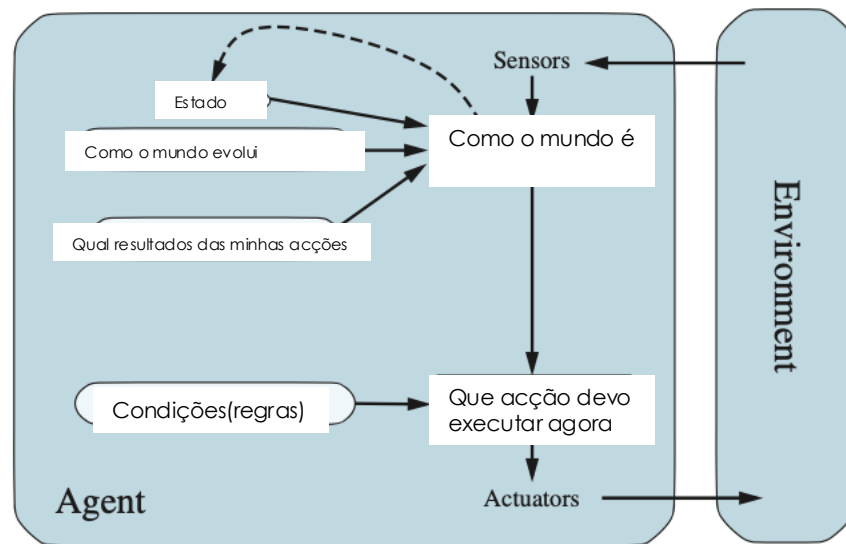 Sensors
Estado
Como o mundo é
Como o mundo evolui
Qual resultados das minhas acções
Environment
Condições(regras)
Que acção devo
executar agora
Agent
Actuators